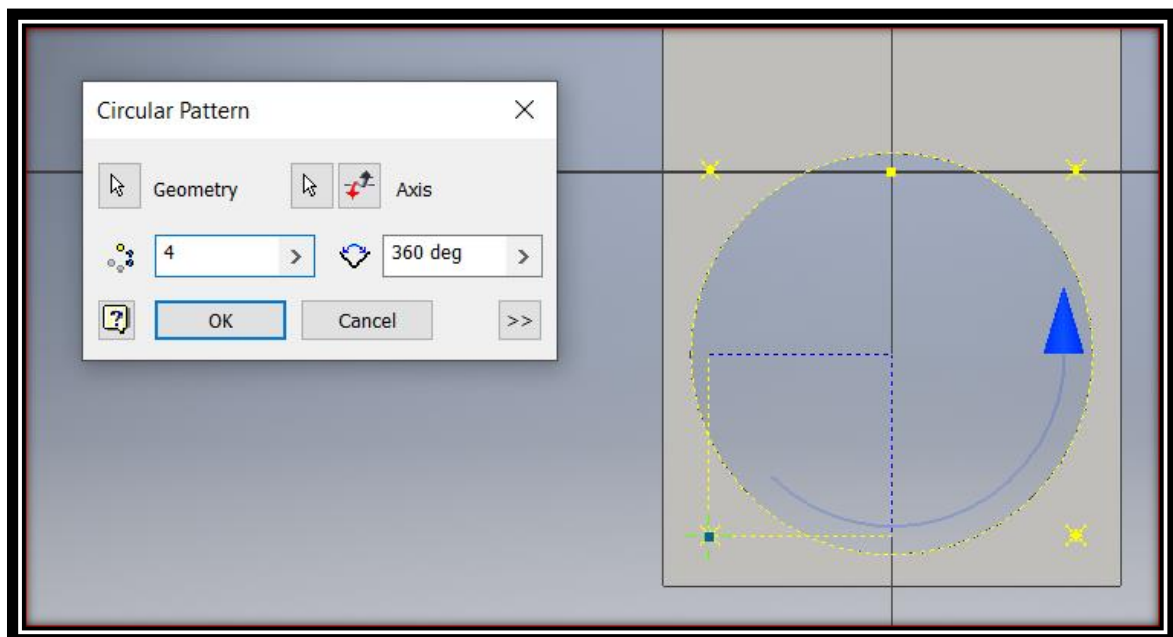 Circular Pattern
Geometry Axis
4 > 360 deg >
? OK Cancel >>